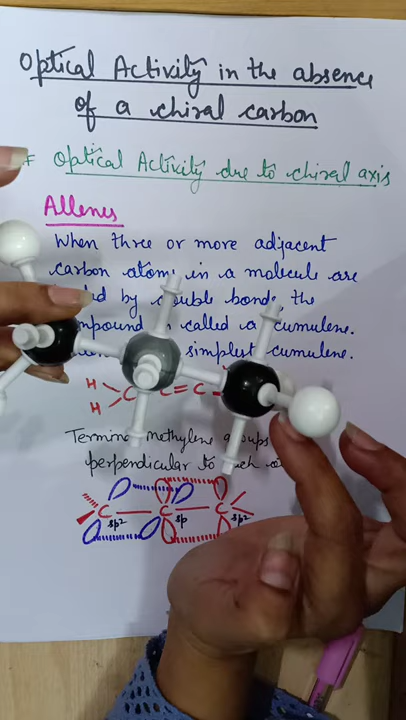 Optical Activity in the absence
of a chiral carbon
# Optical Activity due to chiral axis
Allenes
When three or more adjacent
carbon atoms in a molecule are
by double bonds, the
is called a cumulene.
simplest cumulene.
H
H C = C
Termin methylene groups
perpendicular to
C C C
sp2 sp sp2